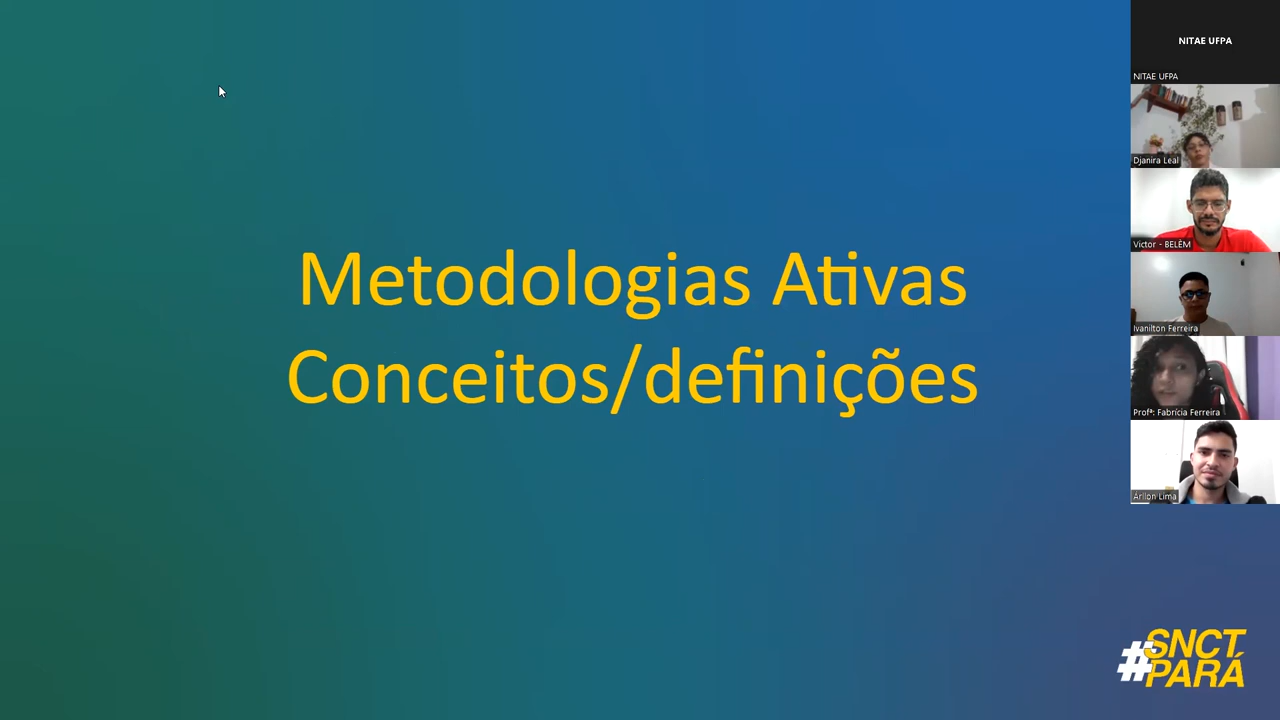 NITAE UFPA
NITAE UFPA
Djanira Leal
Victor - BELÉM
Metodologias Ativas
Conceitos/definições
Ivanilton Ferreira
Profª: Fabrícia Ferreira
Árllon Lima
#SNCT
PARÁ